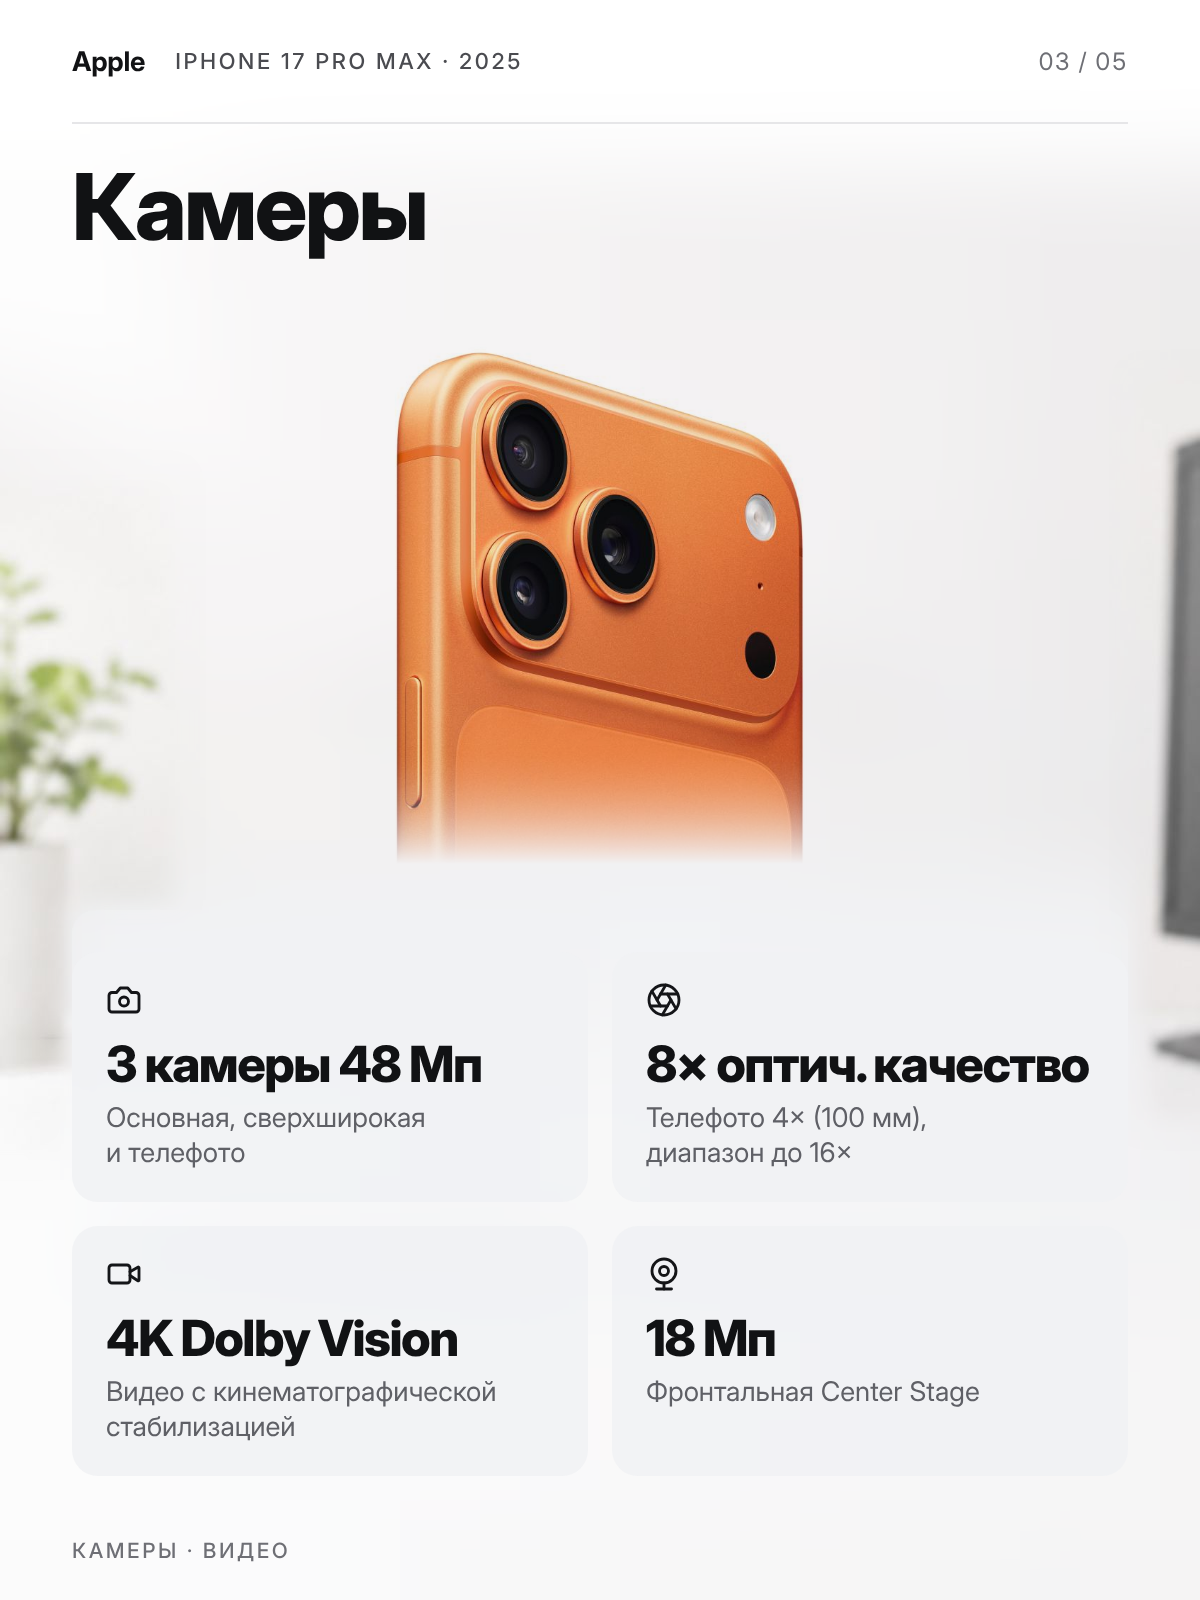 Apple IPHONE 17 PRO MAX · 2025 03 / 05
Камеры
3 камеры 48 Мп
Основная, сверхширокая
и телефото
8× оптич. качество
Телефото 4× (100 мм),
диапазон до 16×
4K Dolby Vision
Видео с кинематографической
стабилизацией
18 Мп
Фронтальная Center Stage
КАМЕРЫ · ВИДЕО